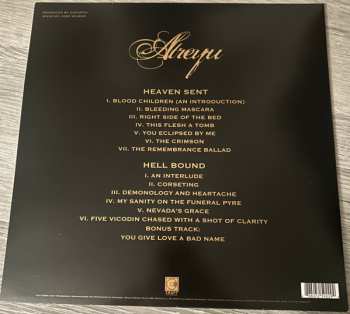 Atreyu
HEAVEN SENT
I. BLOOD CHILDREN (AN INTRODUCTION)
II. BLEEDING MASCARA
III. RIGHT SIDE OF THE BED
IV. THIS FLESH A TOMB
V. YOU ECLIPSED BY ME
VI. THE CRIMSON
VII. THE REMEMBRANCE BALLAD
HELL BOUND
I. AN INTERLUDE
II. CORSETING
III. DEMONOLOGY AND HEARTACHE
IV. MY SANITY ON THE FUNERAL PYRE
V. NEVADA'S GRACE
VI. FIVE VICODIN CHASED WITH A SHOT OF CLARITY
BONUS TRACK:
YOU GIVE LOVE A BAD NAME